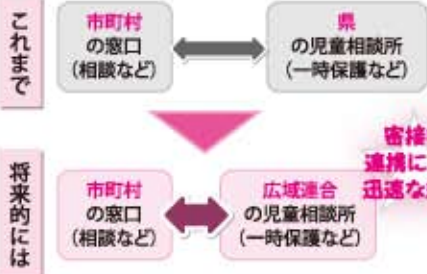 これまで
市町村
の窓口
(相談など)
県
の児童相談所
(一時保護など)
将来的には
市町村
の窓口
(相談など)
広域連合
の児童相談所
(一時保護など)
密接
連携に
迅速な